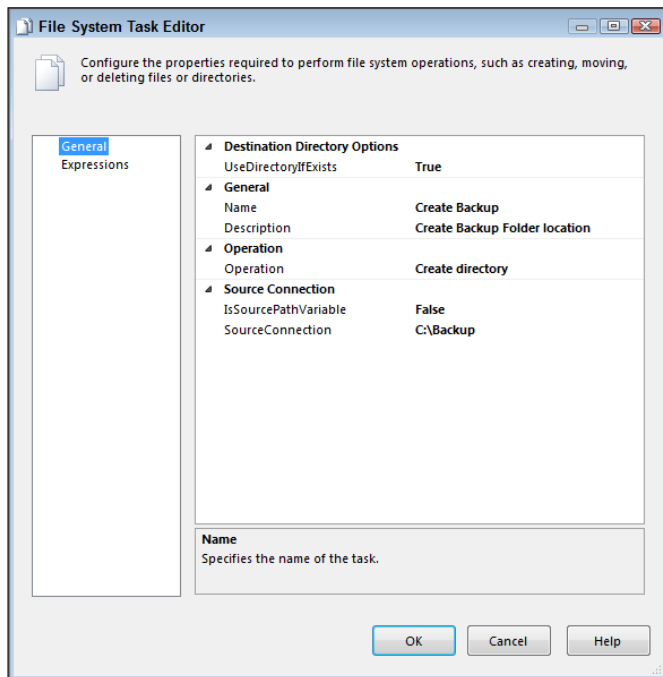 File System Task Editor
Configure the properties required to perform file system operations, such as creating, moving,
or deleting files or directories.
General
Expressions
Destination Directory Options
UseDirectoryIfExists True
General
Name Create Backup
Description Create Backup Folder location
Operation
Operation Create directory
Source Connection
IsSourcePathVariable False
SourceConnection C:\Backup
Name
Specifies the name of the task.
OK Cancel Help